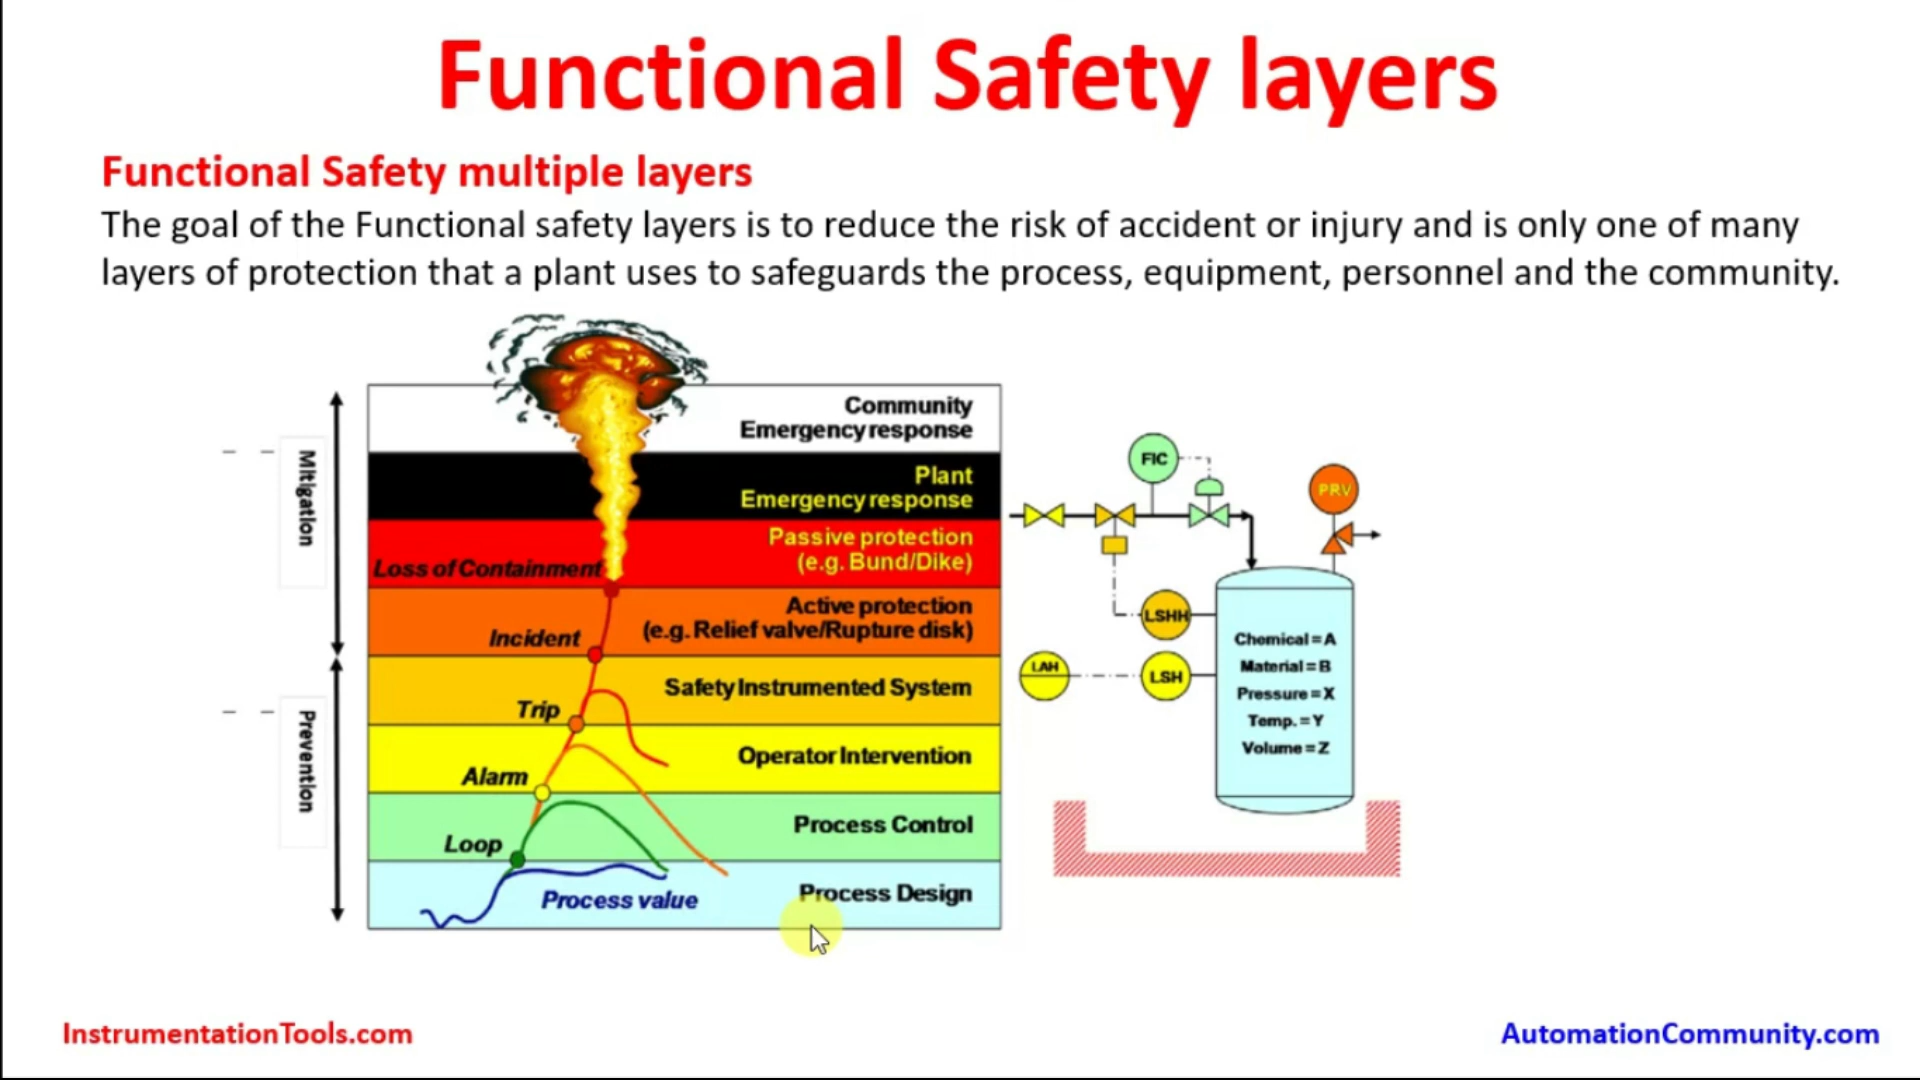 Functional Safety layers
Functional Safety multiple layers
The goal of the Functional safety layers is to reduce the risk of accident or injury and is only one of many
layers of protection that a plant uses to safeguards the process, equipment, personnel and the community.
Mitigation
Prevention
Community
Emergency response
Plant
Emergency response
Passive protection
(e.g. Bund/Dike)
Loss of Containment
Active protection
(e.g. Relief valve/Rupture disk)
Incident
Safety Instrumented System
Trip
Operator Intervention
Alarm
Process Control
Loop
Process Design
Process value
FIC
PRV
LSHH
LAH
LSH
Chemical = A
Material = B
Pressure = X
Temp. = Y
Volume = Z
InstrumentationTools.com
AutomationCommunity.com